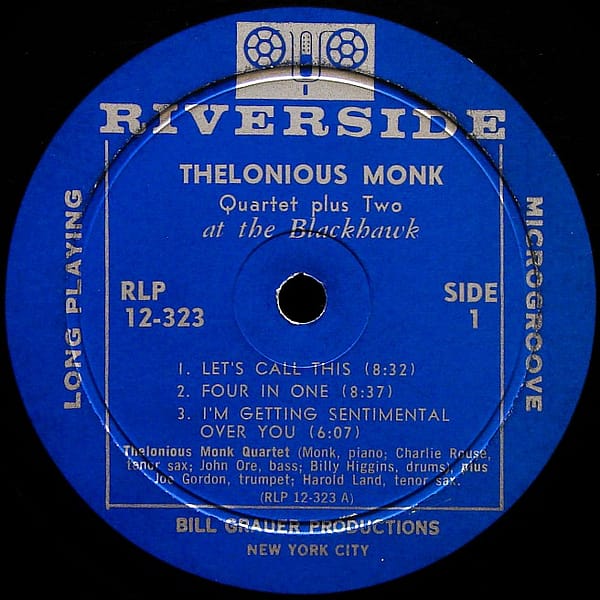 RIVERSIDE
THELONIOUS MONK
Quartet plus Two
at the Blackhawk
LONG PLAYING
MICROGROOVE
RLP
12-323
SIDE
1
1. LET'S CALL THIS (8:32)
2. FOUR IN ONE (8:37)
3. I'M GETTING SENTIMENTAL
OVER YOU (6:07)
Thelonious Monk Quartet (Monk, piano; Charlie Rouse,
tenor sax; John Ore, bass; Billy Higgins, drums), plus
Joe Gordon, trumpet; Harold Land, tenor sax.
(RLP 12-323 A)
BILL GRAUER PRODUCTIONS
NEW YORK CITY